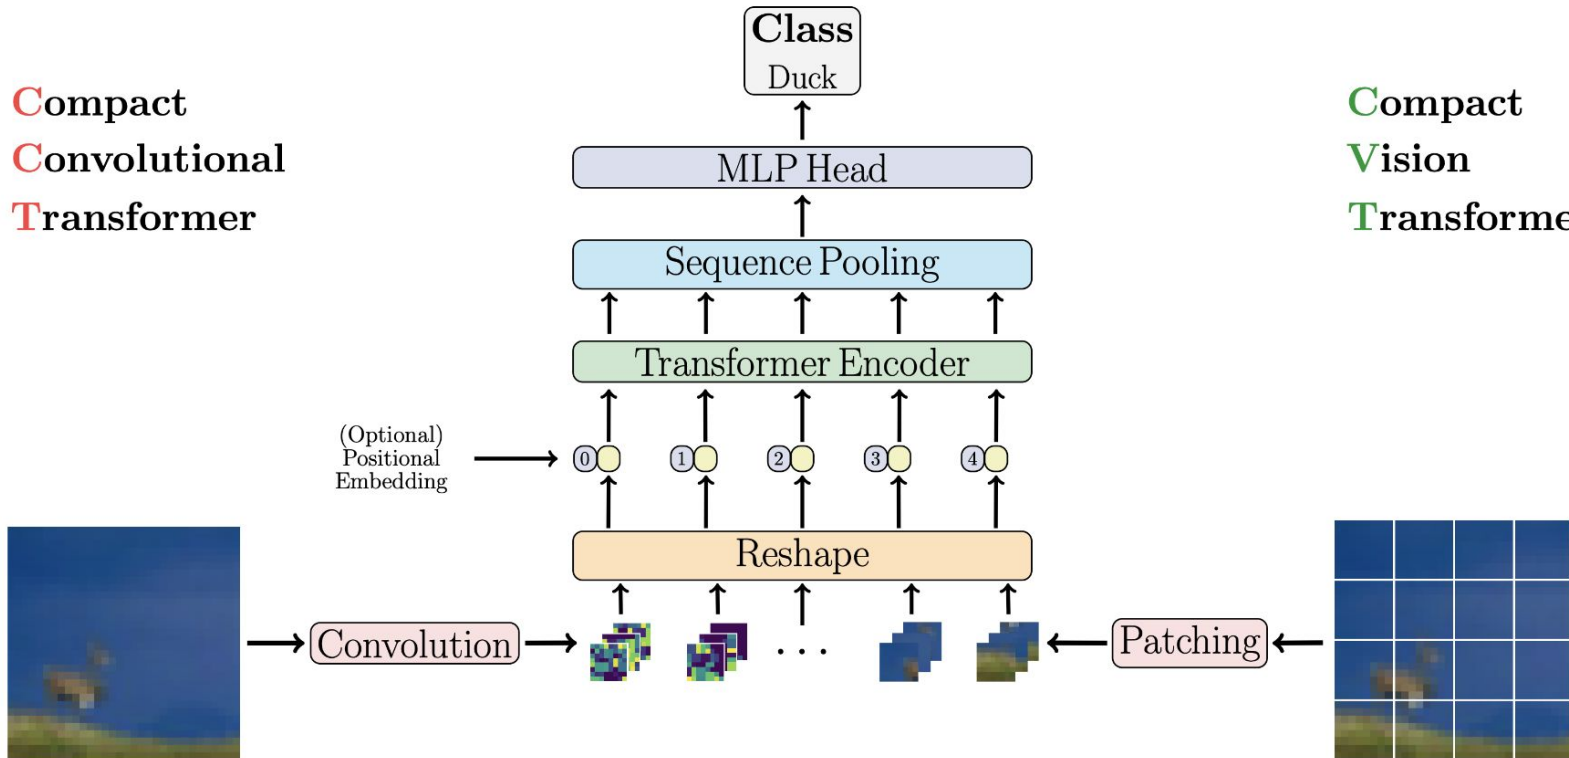 Class
Duck
Compact
Convolutional
Transformer
Compact
Vision
Transforme
MLP Head
Sequence Pooling
Transformer Encoder
(Optional)
Positional
Embedding
0 1 2 3 4
Reshape
Convolution
...
Patching